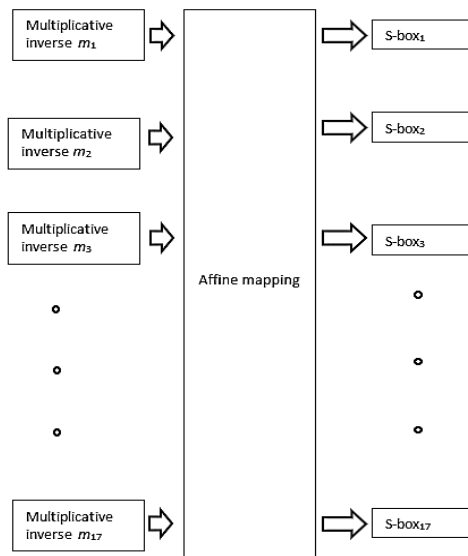 Multiplicative
inverse m₁
S-box₁
Multiplicative
inverse m₂
S-box₂
Multiplicative
inverse m₃
S-box₃
Affine mapping
Multiplicative
inverse m₁₇
S-box₁₇